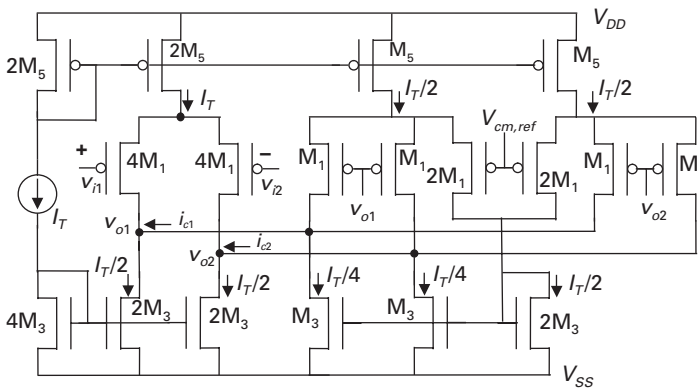 V_DD
2M_5 2M_5 M_5 M_5
I_T I_T/2 I_T/2
+ 4M_1 4M_1 − M_1 M_1 2M_1 V_cm,ref 2M_1 M_1 M
v_i1 v_i2 v_o1 v_o2
I_T v_o1 i_c1
v_o2 i_c2
I_T/2 I_T/2 I_T/4 I_T/4 I_T/2
4M_3 2M_3 2M_3 M_3 M_3 2M_3
V_SS